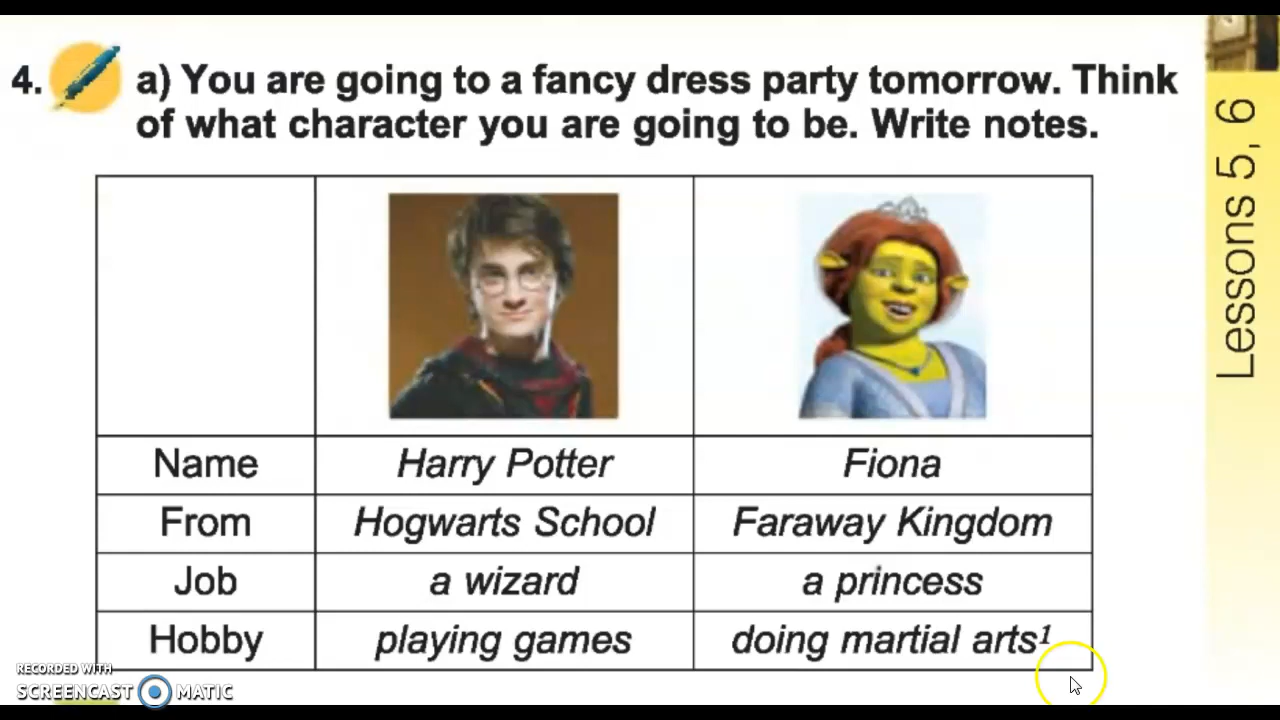 4. a) You are going to a fancy dress party tomorrow. Think
of what character you are going to be. Write notes.
Lessons 5, 6
Name Harry Potter Fiona
From Hogwarts School Faraway Kingdom
Job a wizard a princess
Hobby playing games doing martial arts¹
RECORDED WITH
SCREENCAST MATIC